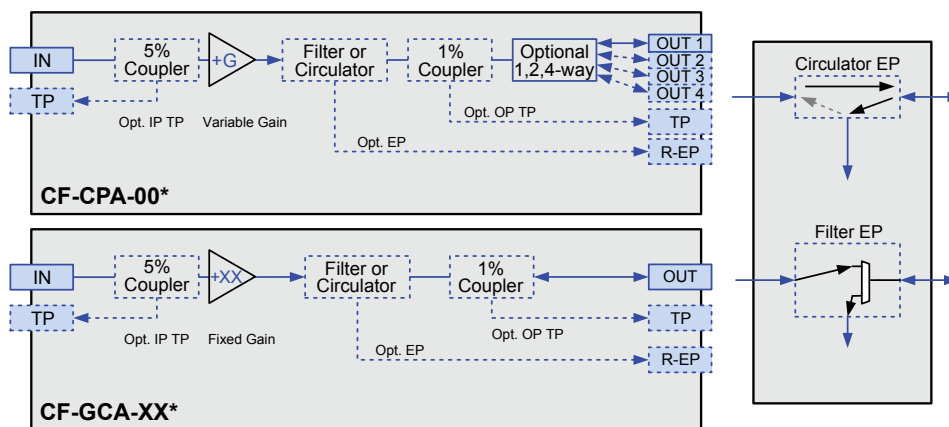 IN
5%
Coupler
+G
Filter or
Circulator
1%
Coupler
Optional
1,2,4-way
OUT 1
OUT 2
OUT 3
OUT 4
TP
Opt. IP TP
Variable Gain
Opt. OP TP
TP
Opt. EP
R-EP
CF-CPA-00*
IN
5%
Coupler
+XX
Filter or
Circulator
1%
Coupler
OUT
TP
Opt. IP TP
Fixed Gain
Opt. OP TP
TP
Opt. EP
R-EP
CF-GCA-XX*
Circulator EP
Filter EP